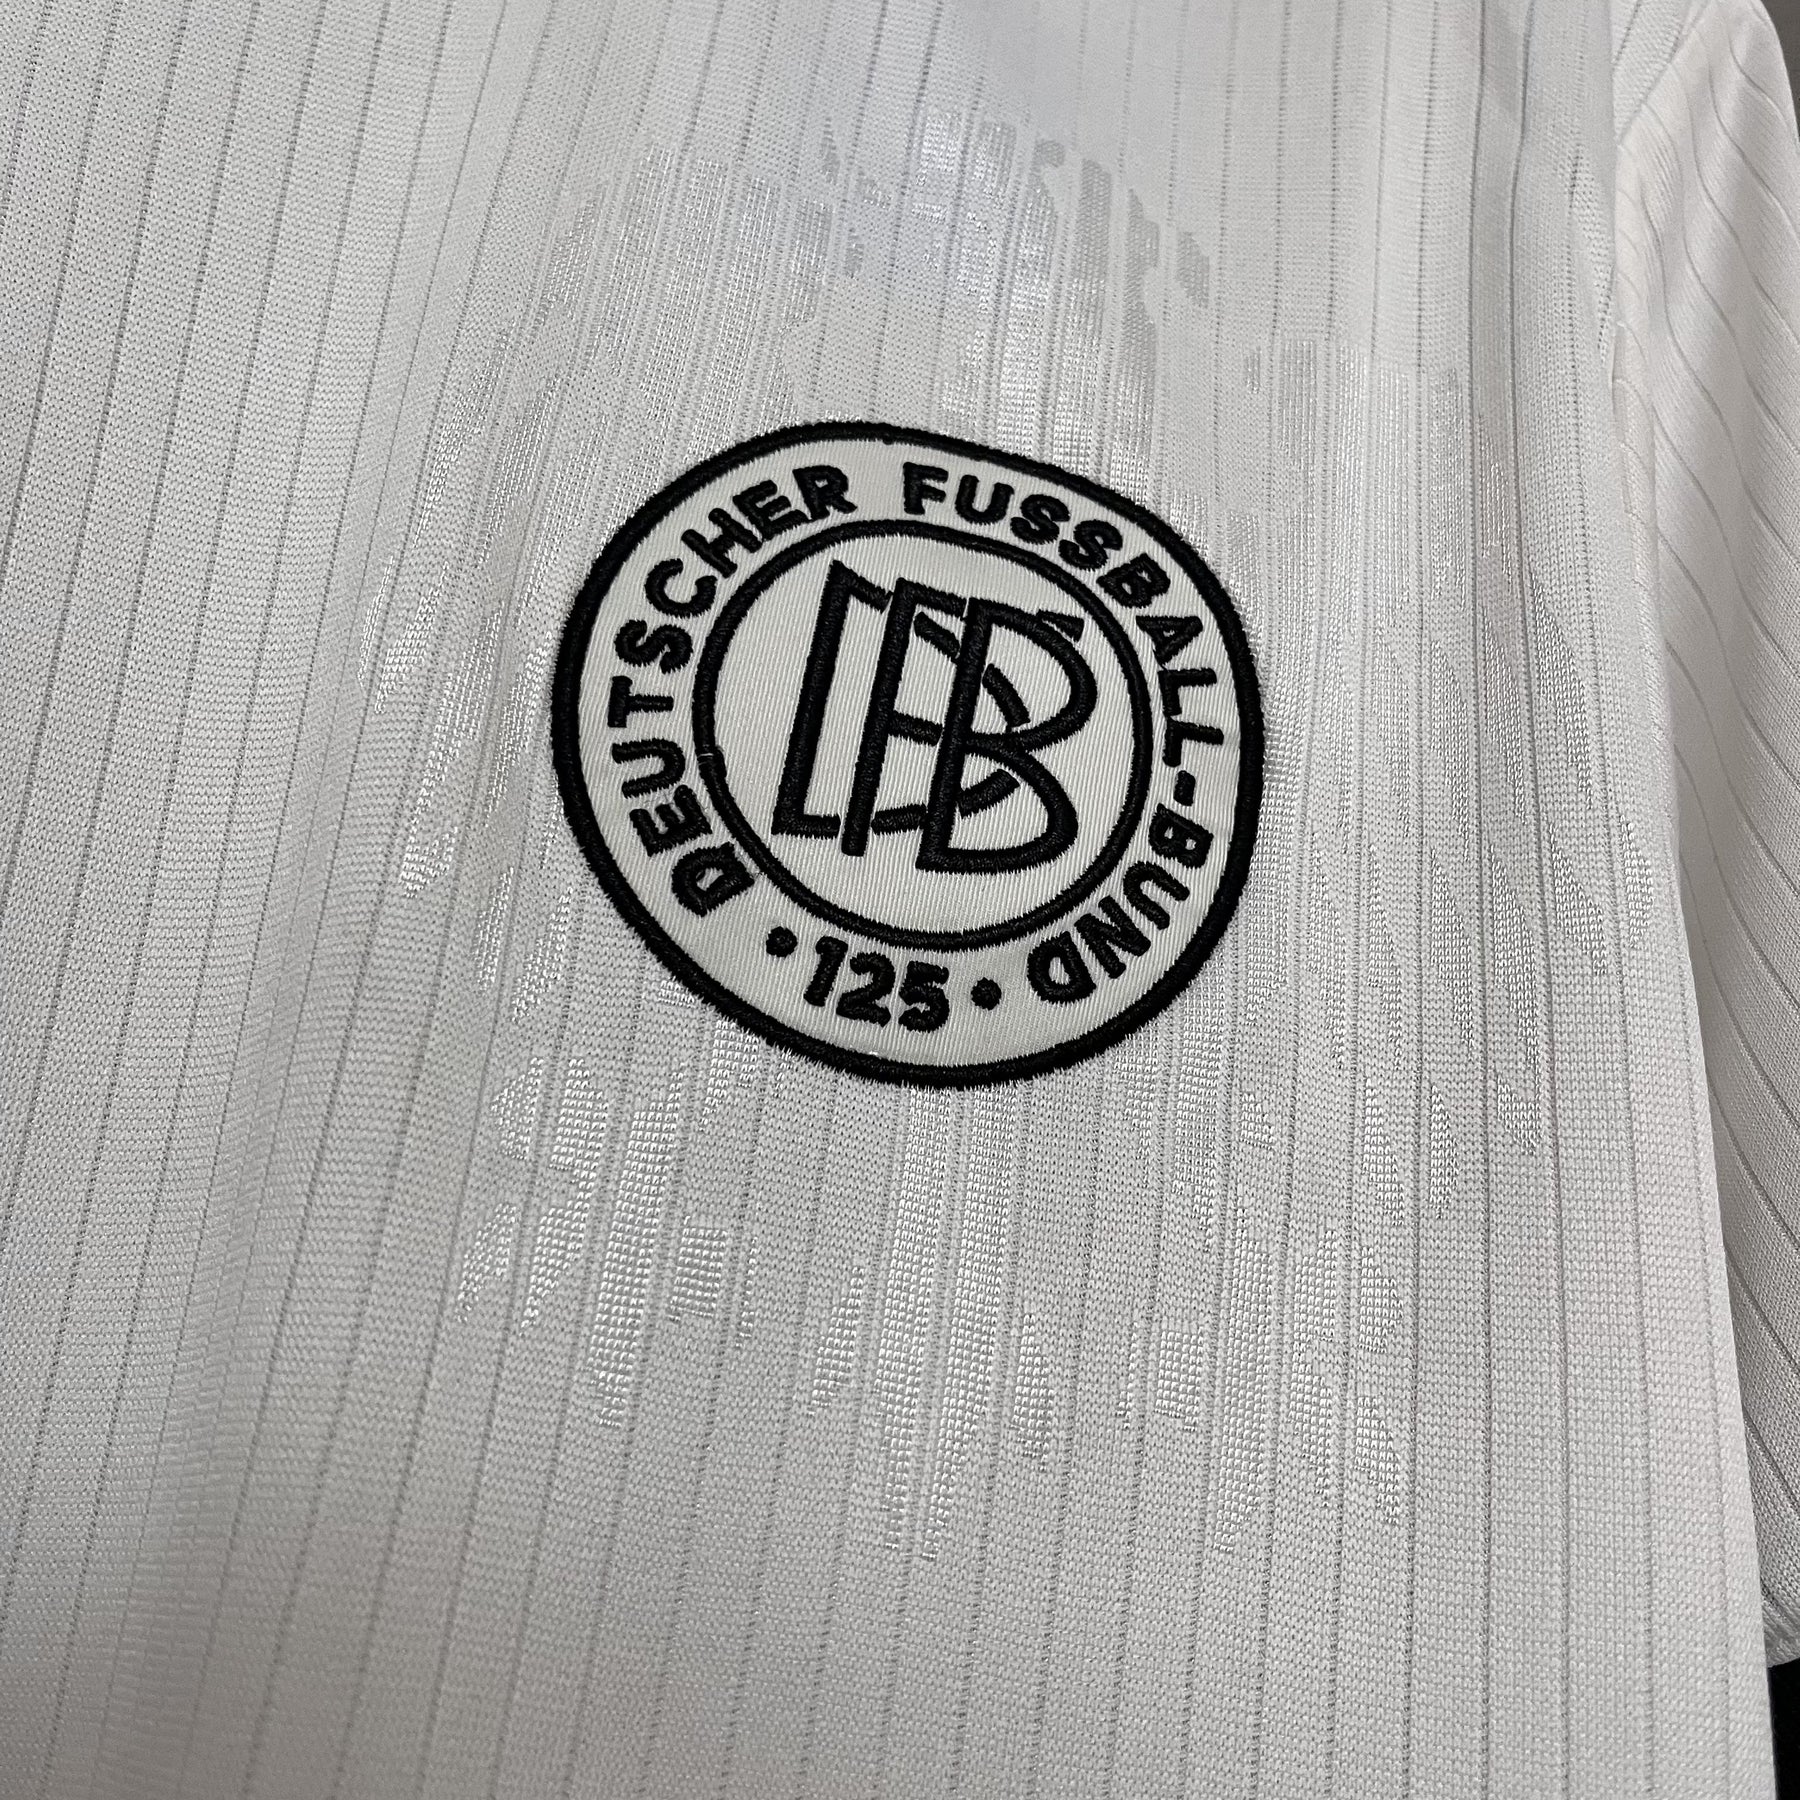 DEUTSCHER FUSSBALL-BUND
• 125 •
DFB